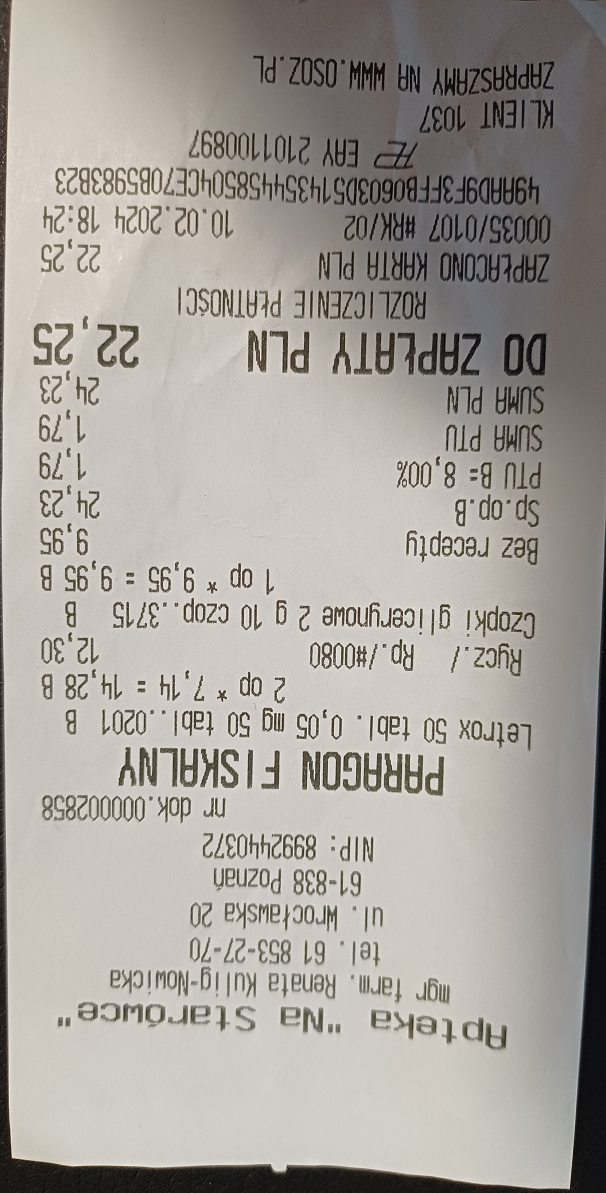 Apteka "Na Starówce"
mgr farm. Renata Kulig-Nowicka
tel. 61 853-27-70
ul. Wrocławska 20
61-838 Poznań
NIP: 8992440372
nr dok.00002858
PARAGON FISKALNY
Letrox 50 tabl. 0,05 mg 50 tabl..0201 B
2 op * 7,14 = 14,28 B
Rycz./ Rp./#0080 12,30
Czopki glicerynowe 2 g 10 czop..3715 B
1 op * 9,95 = 9,95 B
Bez recepty 9,95
Sp.op.B 24,23
PTU B= 8,00% 1,79
SUMA PTU 1,79
SUMA PLN 24,23
DO ZAPŁATY PLN 22,25
ROZLICZENIE PŁATNOŚCI
ZAPŁACONO KARTA PLN 22,25
00035/0107 #RK/02 10.02.2024 18:24
49AAD9F3FFB0603D514354458504CE70B5983B23
EAY 2101100897
KLIENT 1037
ZAPRASZAMY NA WWW.OSOZ.PL